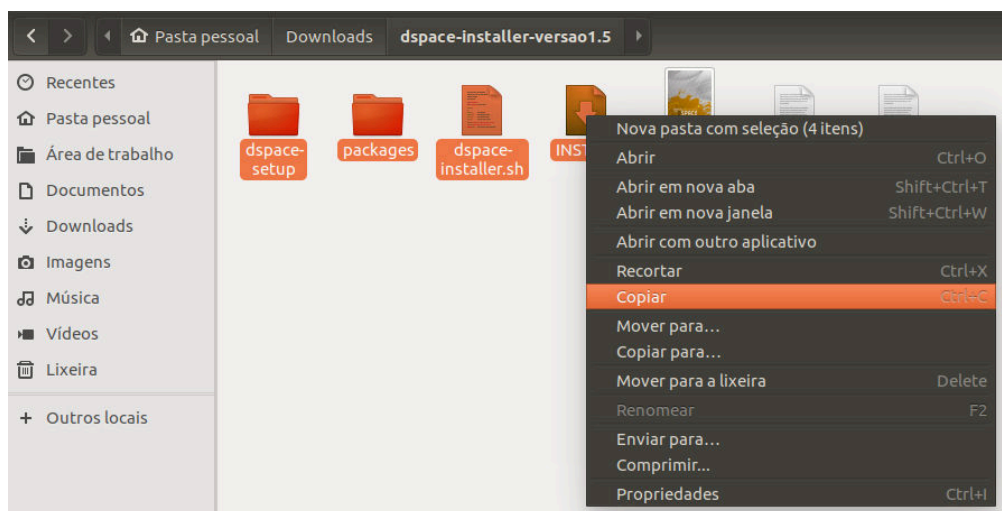 Pasta pessoal Downloads dspace-installer-versao1.5
Recentes
Pasta pessoal
Área de trabalho
Documentos
Downloads
Imagens
Música
Vídeos
Lixeira
+ Outros locais
dspace-
setup
packages
dspace-
installer.sh
INST
Nova pasta com seleção (4 itens)
Abrir Ctrl+O
Abrir em nova aba Shift+Ctrl+T
Abrir em nova janela Shift+Ctrl+W
Abrir com outro aplicativo
Recortar Ctrl+X
Copiar Ctrl+C
Mover para...
Copiar para...
Mover para a lixeira Delete
Renomear F2
Enviar para...
Comprimir...
Propriedades Ctrl+I